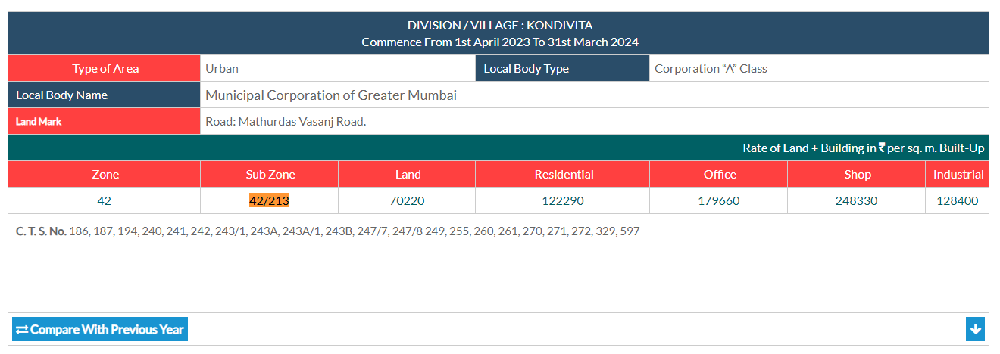 DIVISION / VILLAGE : KONDIVITA
Commence From 1st April 2023 To 31st March 2024
Type of Area Urban Local Body Type Corporation “A” Class
Local Body Name Municipal Corporation of Greater Mumbai
Land Mark Road: Mathurdas Vasanj Road.
Rate of Land + Building in ₹ per sq. m. Built-Up
Zone Sub Zone Land Residential Office Shop Industrial
42 42/213 70220 122290 179660 248330 128400
C. T. S. No. 186, 187, 194, 240, 241, 242, 243/1, 243A, 243A/1, 243B, 247/7, 247/8 249, 255, 260, 261, 270, 271, 272, 329, 597
Compare With Previous Year